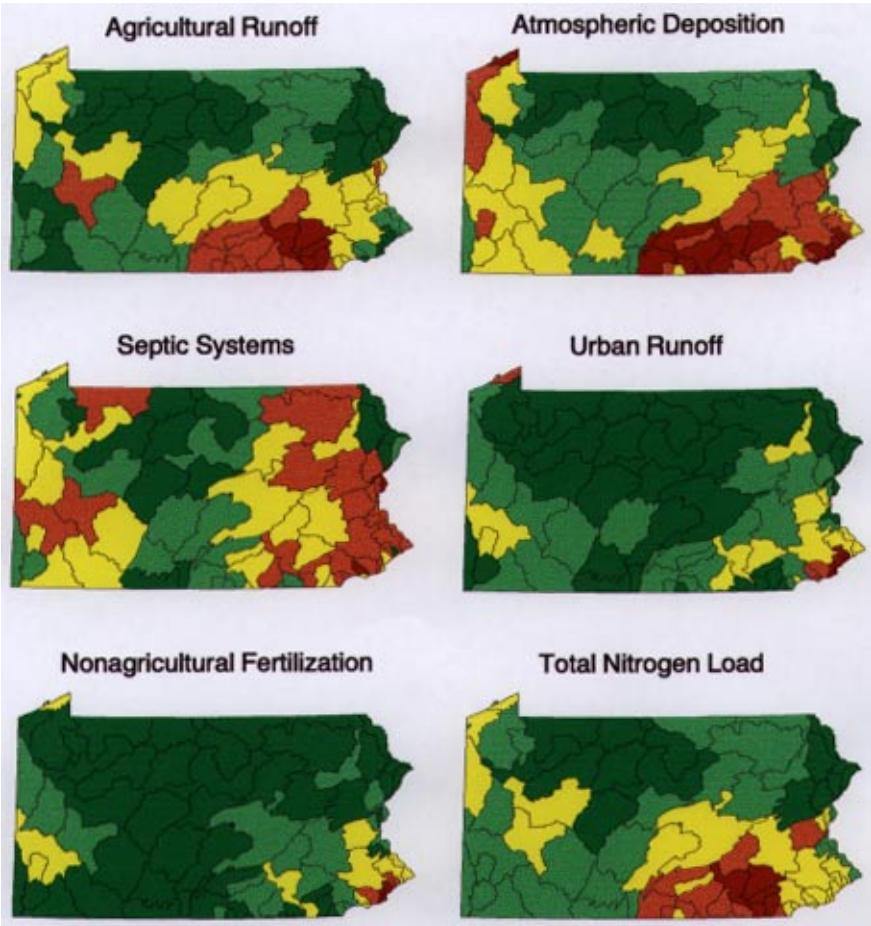 Agricultural Runoff
Atmospheric Deposition
Septic Systems
Urban Runoff
Nonagricultural Fertilization
Total Nitrogen Load